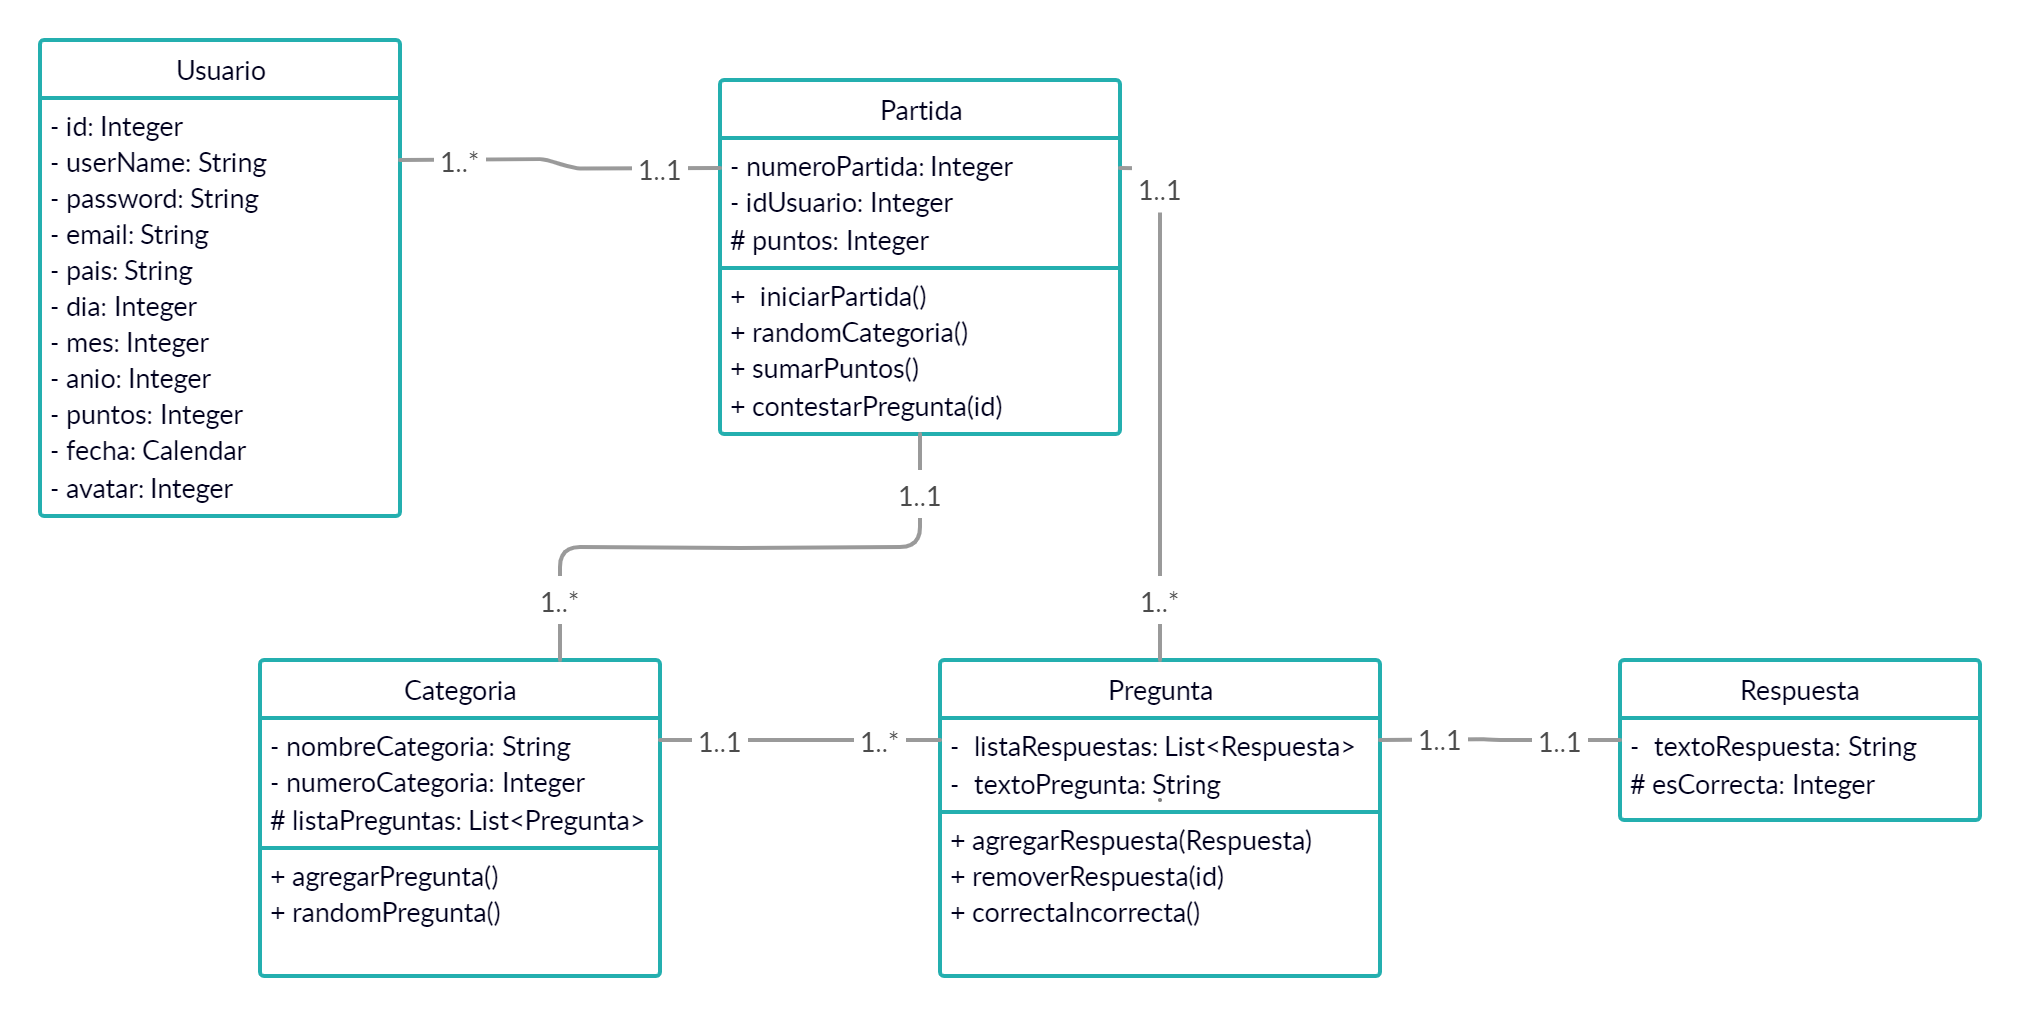 Usuario
- id: Integer
- userName: String
- password: String
- email: String
- pais: String
- dia: Integer
- mes: Integer
- anio: Integer
- puntos: Integer
- fecha: Calendar
- avatar: Integer
1..*
1..1
Partida
- numeroPartida: Integer
- idUsuario: Integer
# puntos: Integer
+ iniciarPartida()
+ randomCategoria()
+ sumarPuntos()
+ contestarPregunta(id)
1..1
1..1
1..*
1..*
Categoria
- nombreCategoria: String
- numeroCategoria: Integer
# listaPreguntas: List<Pregunta>
+ agregarPregunta()
+ randomPregunta()
1..1
1..*
Pregunta
- listaRespuestas: List<Respuesta>
- textoPregunta: String
+ agregarRespuesta(Respuesta)
+ removerRespuesta(id)
+ correctaIncorrecta()
1..1
1..1
Respuesta
- textoRespuesta: String
# esCorrecta: Integer